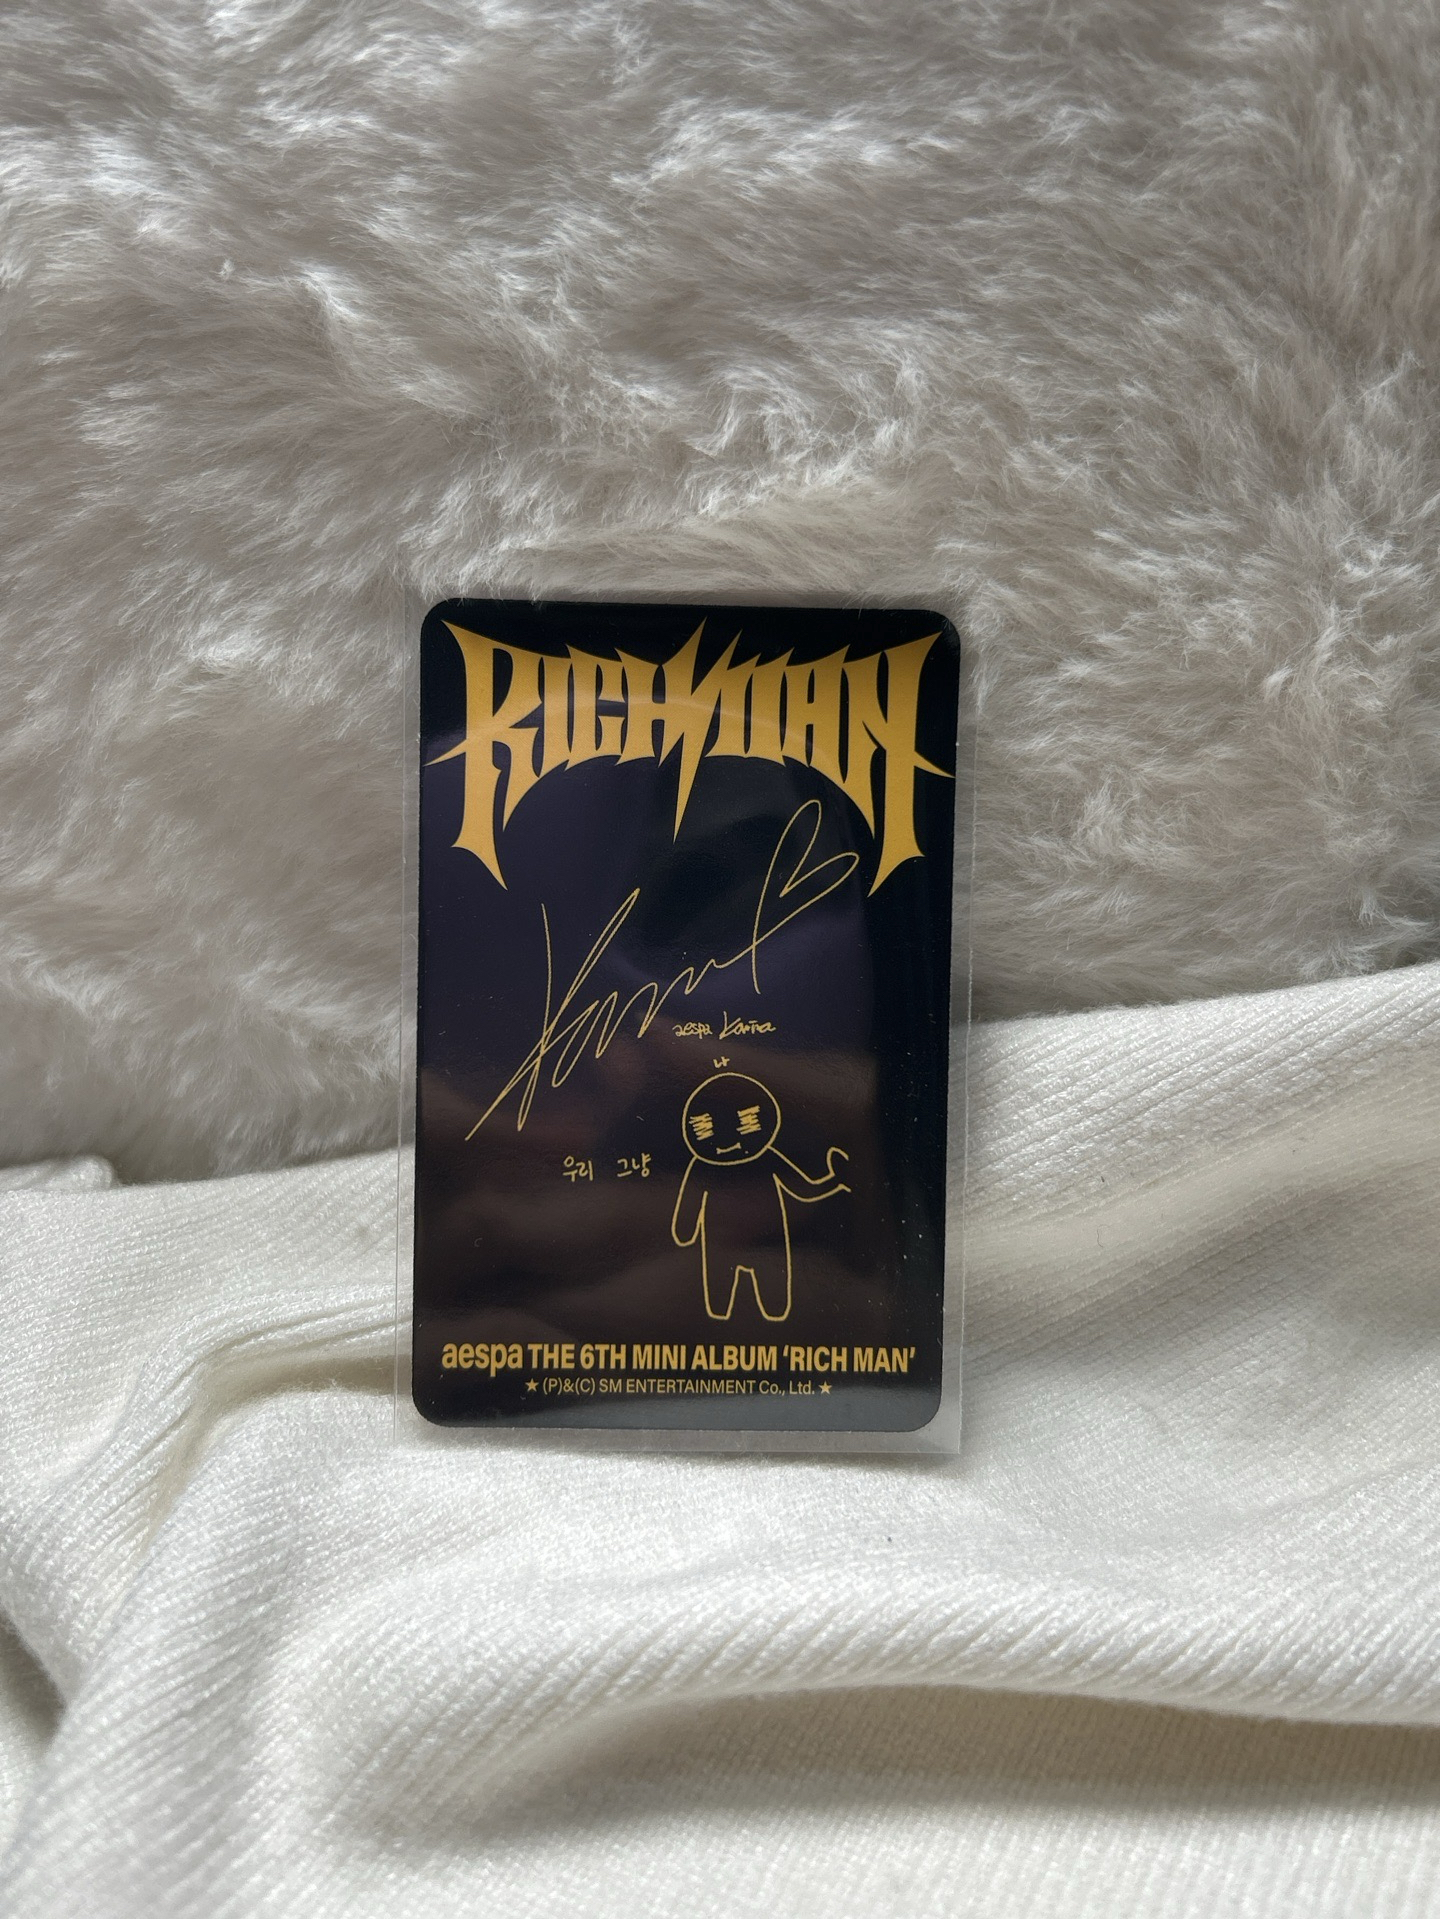 RICH MAN
Karina
aespa Karina
나
우리 그냥
aespa THE 6TH MINI ALBUM ‘RICH MAN’
★ (P)&(C) SM ENTERTAINMENT Co., Ltd. ★